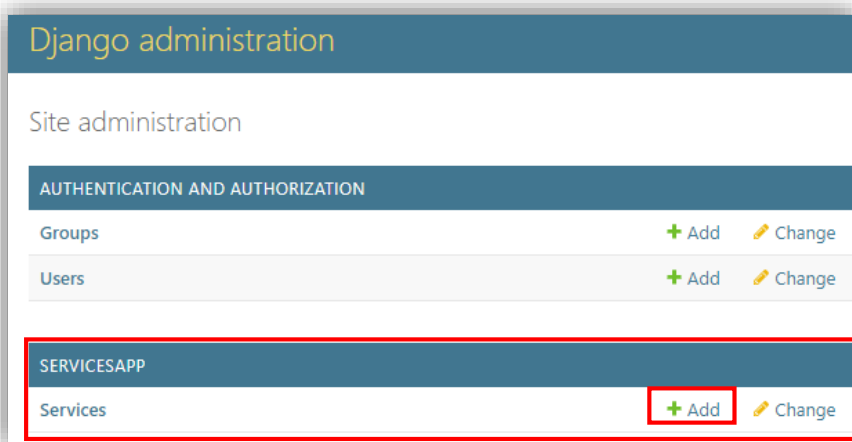 Django administration
Site administration
AUTHENTICATION AND AUTHORIZATION
Groups Add Change
Users Add Change
SERVICESAPP
Services Add Change